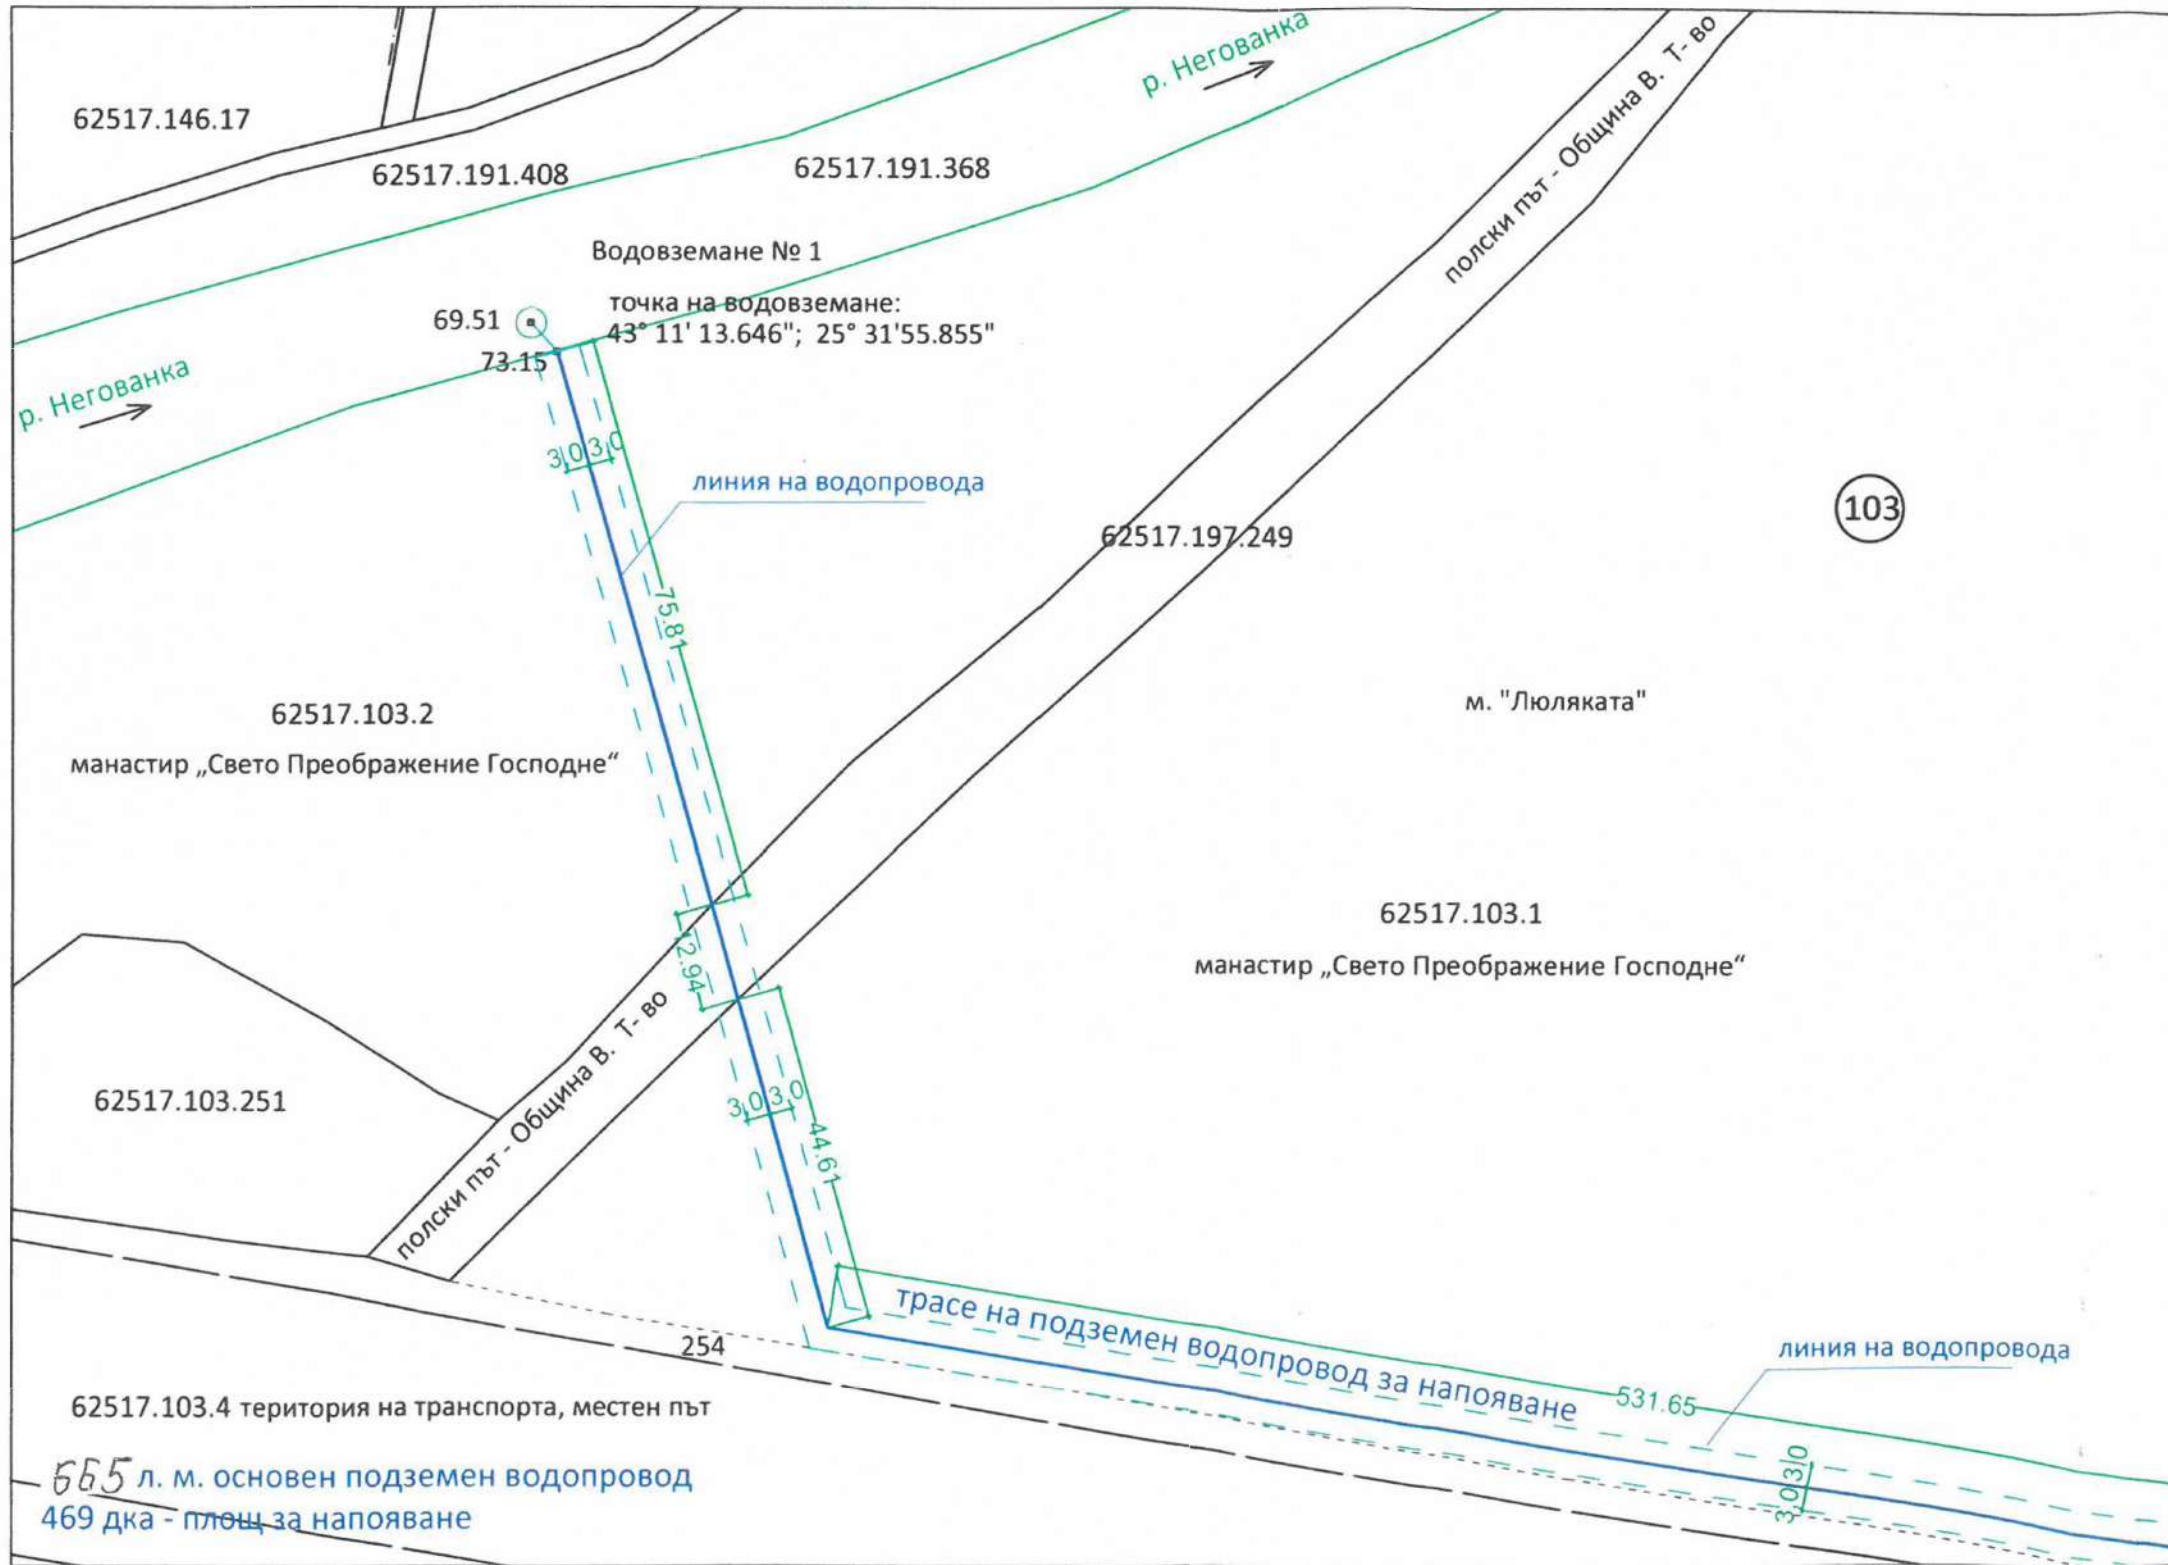 р. Негованка
полски път - Община В. Т- во
62517.146.17
62517.191.408
62517.191.368
Водовземане № 1
точка на водовземане:
43° 11' 13.646"; 25° 31'55.855"
69.51
73.15
р. Негованка
3,0 3,0
линия на водопровода
62517.197.249
103
75.81
62517.103.2
манастир „Свето Преображение Господне“
м. "Люляката"
62517.103.1
манастир „Свето Преображение Господне“
12.94
62517.103.251
полски път - Община В. Т- во
3,0 3,0
44.61
трасе на подземен водопровод за напояване
531.65
линия на водопровода
254
3,0 3,0
62517.103.4 територия на транспорта, местен път
665 л. м. основен подземен водопровод
469 дка - площ за напояване